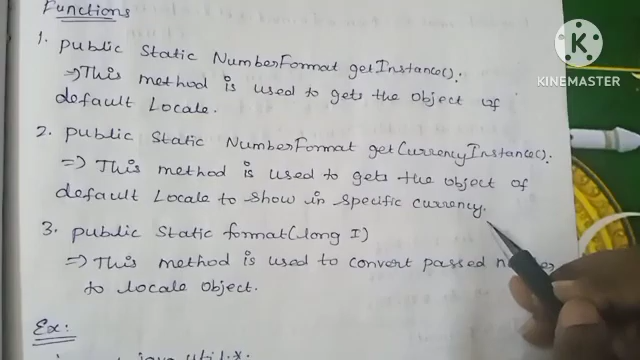 Functions
1. public Static NumberFormat getInstance():
⇒This method is used to gets the object of
default Locale.
2. public Static NumberFormat getCurrencyInstance():
⇒ This method is used to gets the object of
default Locale to show in specific currency.
3. public Static format(long I)
⇒ This method is used to convert passed
to locale object.
Ex:
java.util.*;
KINEMASTER